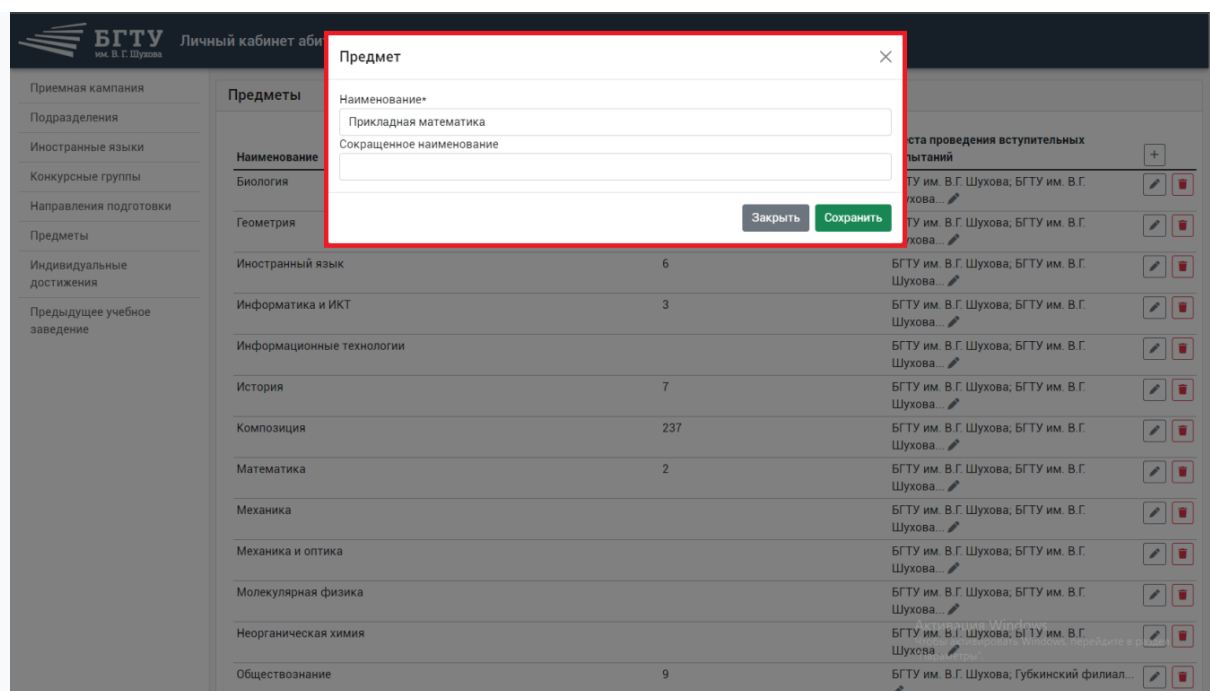 БГТУ
им. В. Г. Шухова
Личный кабинет аби
Предмет
Наименование*
Прикладная математика
Сокращенное наименование
Закрыть
Сохранить
Приемная кампания
Подразделения
Иностранные языки
Конкурсные группы
Направления подготовки
Предметы
Индивидуальные
достижения
Предыдущее учебное
заведение
Предметы
Наименование
еста проведения вступительных
пытаний
+
Биология
ТУ им. В.Г. Шухова; БГТУ им. В.Г.
ухова...
Геометрия
ТУ им. В.Г. Шухова; БГТУ им. В.Г.
ухова...
Иностранный язык 6 БГТУ им. В.Г. Шухова; БГТУ им. В.Г.
Шухова...
Информатика и ИКТ 3 БГТУ им. В.Г. Шухова; БГТУ им. В.Г.
Шухова...
Информационные технологии БГТУ им. В.Г. Шухова; БГТУ им. В.Г.
Шухова...
История 7 БГТУ им. В.Г. Шухова; БГТУ им. В.Г.
Шухова...
Композиция 237 БГТУ им. В.Г. Шухова; БГТУ им. В.Г.
Шухова...
Математика 2 БГТУ им. В.Г. Шухова; БГТУ им. В.Г.
Шухова...
Механика БГТУ им. В.Г. Шухова; БГТУ им. В.Г.
Шухова...
Механика и оптика БГТУ им. В.Г. Шухова; БГТУ им. В.Г.
Шухова...
Молекулярная физика БГТУ им. В.Г. Шухова; БГТУ им. В.Г.
Шухова...
Активация Windows
Неорганическая химия БГТУ им. В.Г. Шухова; БГТУ им. В.Г.
Чтобы активировать Windows, перейдите в раздел
Шухова...
"Параметры".
Обществознание 9 БГТУ им. В.Г. Шухова; Губкинский филиал...